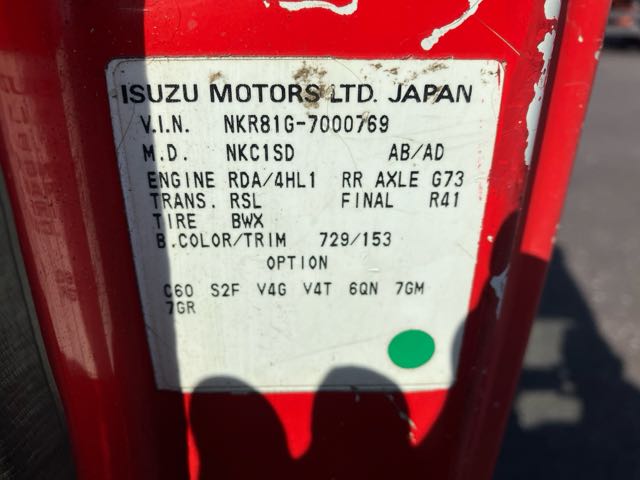 ISUZU MOTORS LTD. JAPAN
V.I.N. NKR81G-7000769
M.D. NKC1SD AB/AD
ENGINE RDA/4HL1 RR AXLE G73
TRANS. RSL FINAL R41
TIRE BWX
B.COLOR/TRIM 729/153
OPTION
C60 S2F V4G V4T 6QN 7GM
7GR